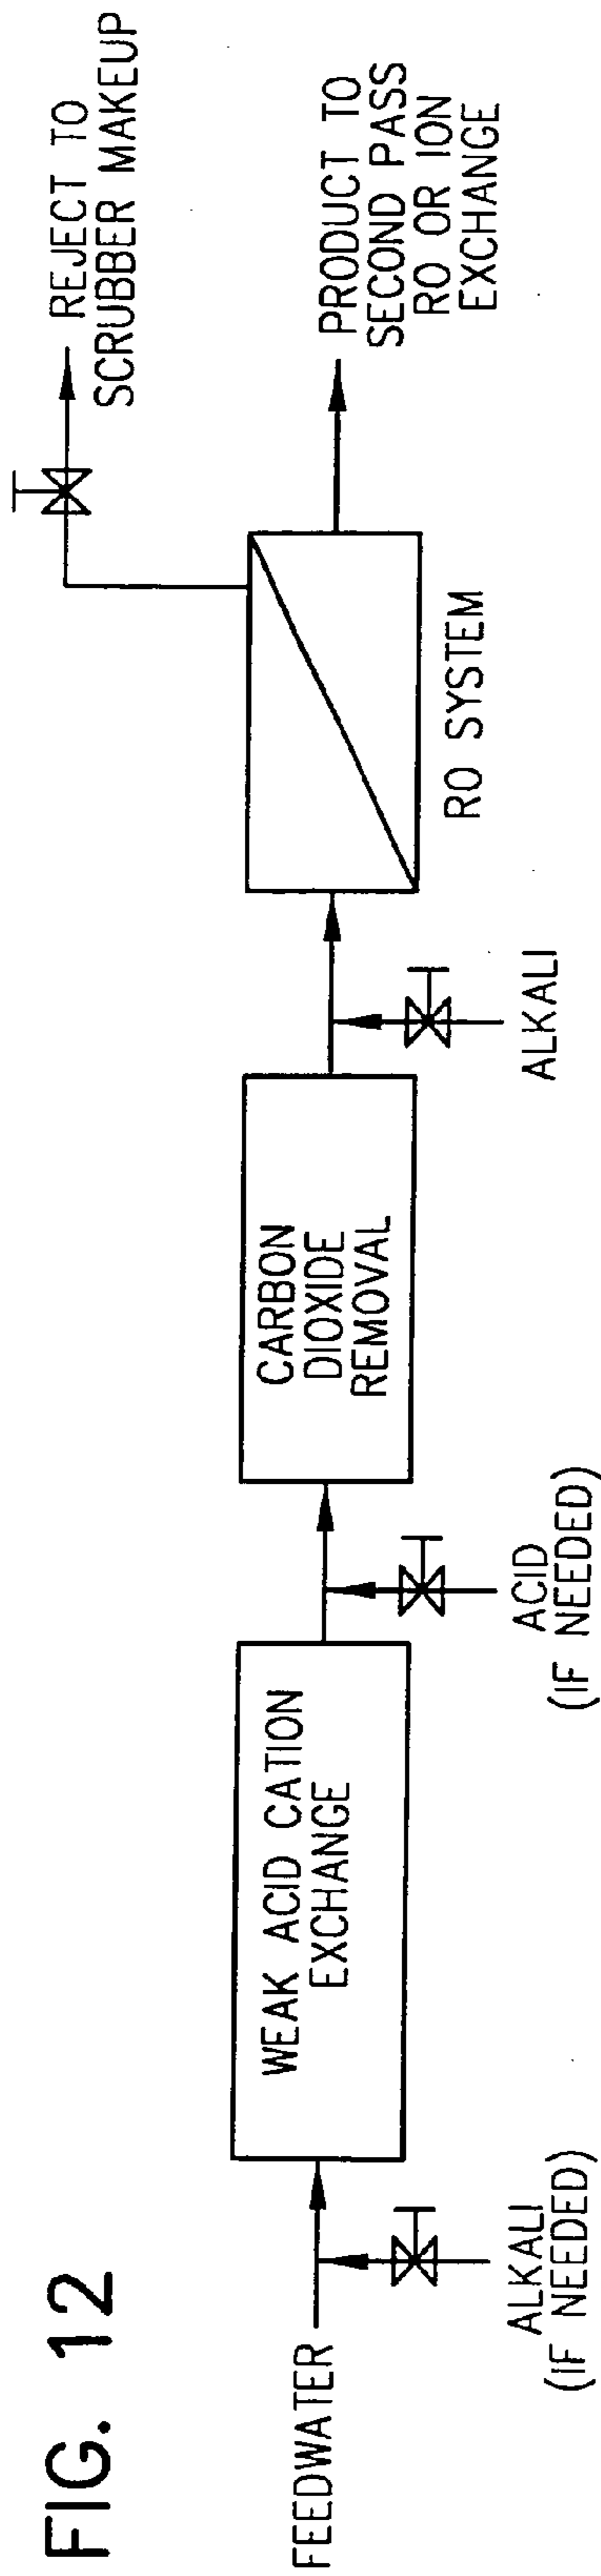 FIG. 12
FEEDWATER
ALKALI
(IF NEEDED)
WEAK ACID CATION
EXCHANGE
ACID
(IF NEEDED)
CARBON
DIOXIDE
REMOVAL
ALKALI
RO SYSTEM
REJECT TO
SCRUBBER MAKEUP
PRODUCT TO
SECOND PASS
RO OR ION
EXCHANGE